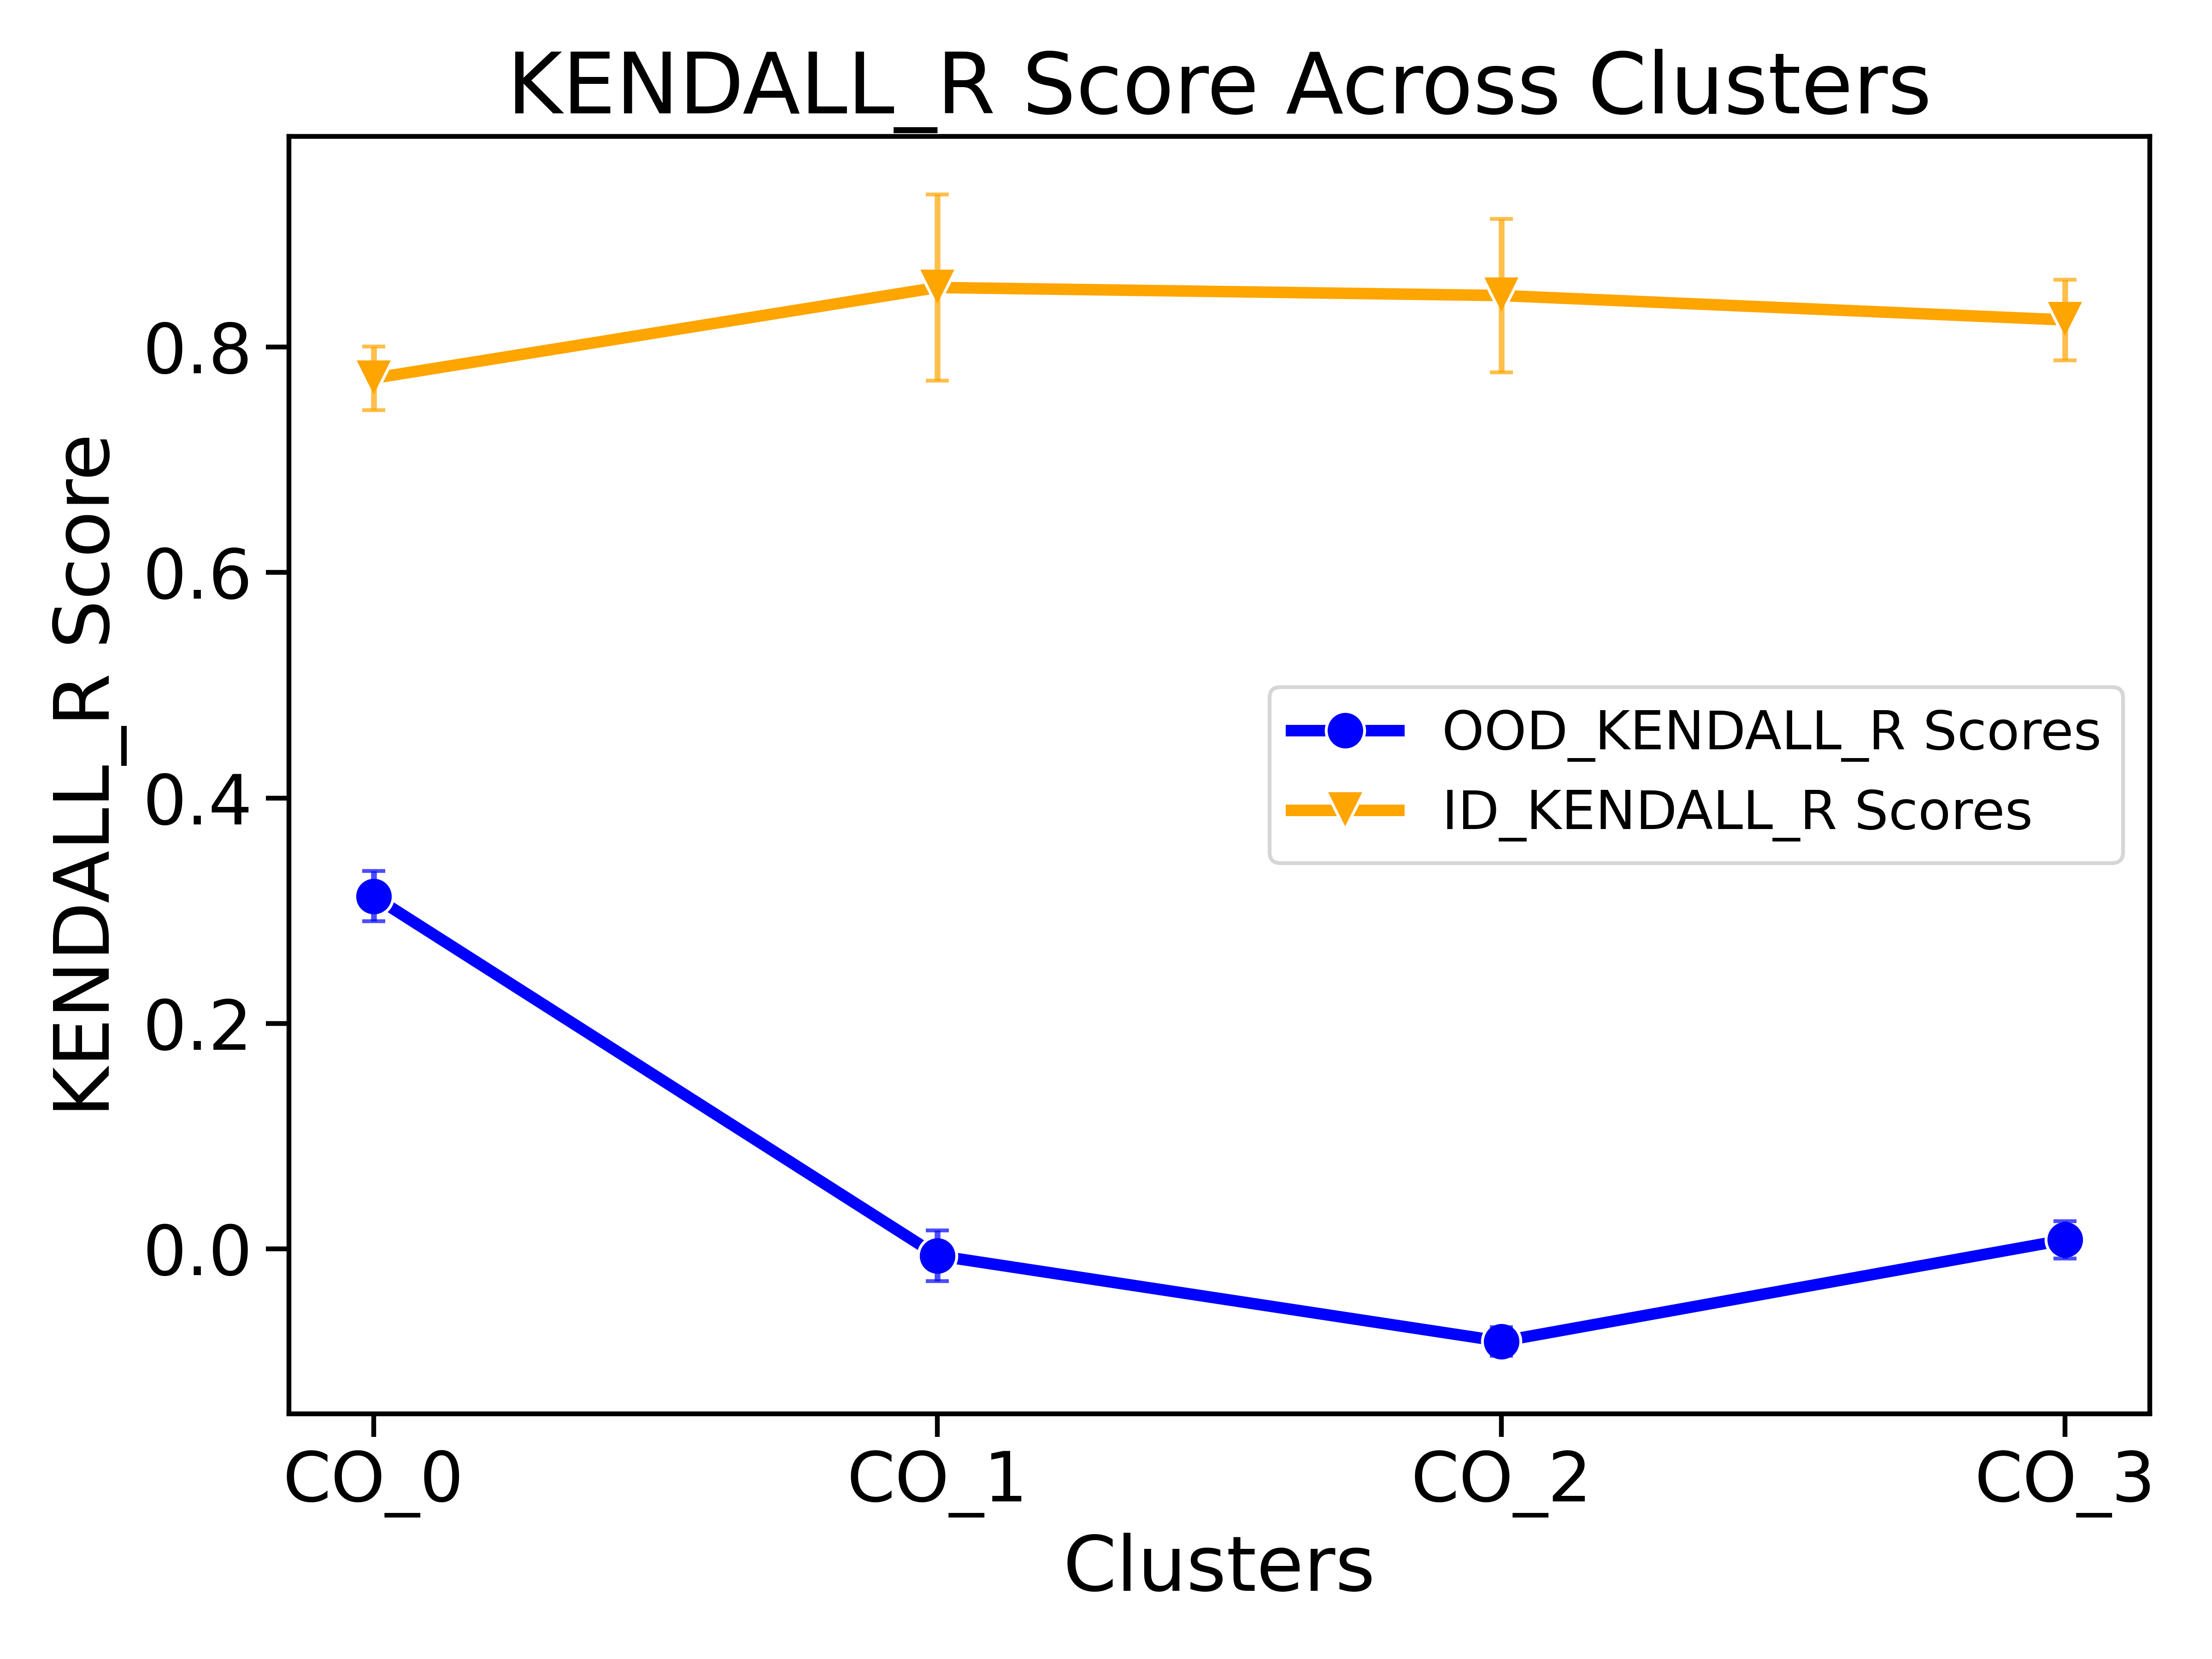 KENDALL_R Score Across Clusters
KENDALL_R Score
0.8
0.6
0.4
0.2
0.0
OOD_KENDALL_R Scores
ID_KENDALL_R Scores
CO_0 CO_1 CO_2 CO_3
Clusters